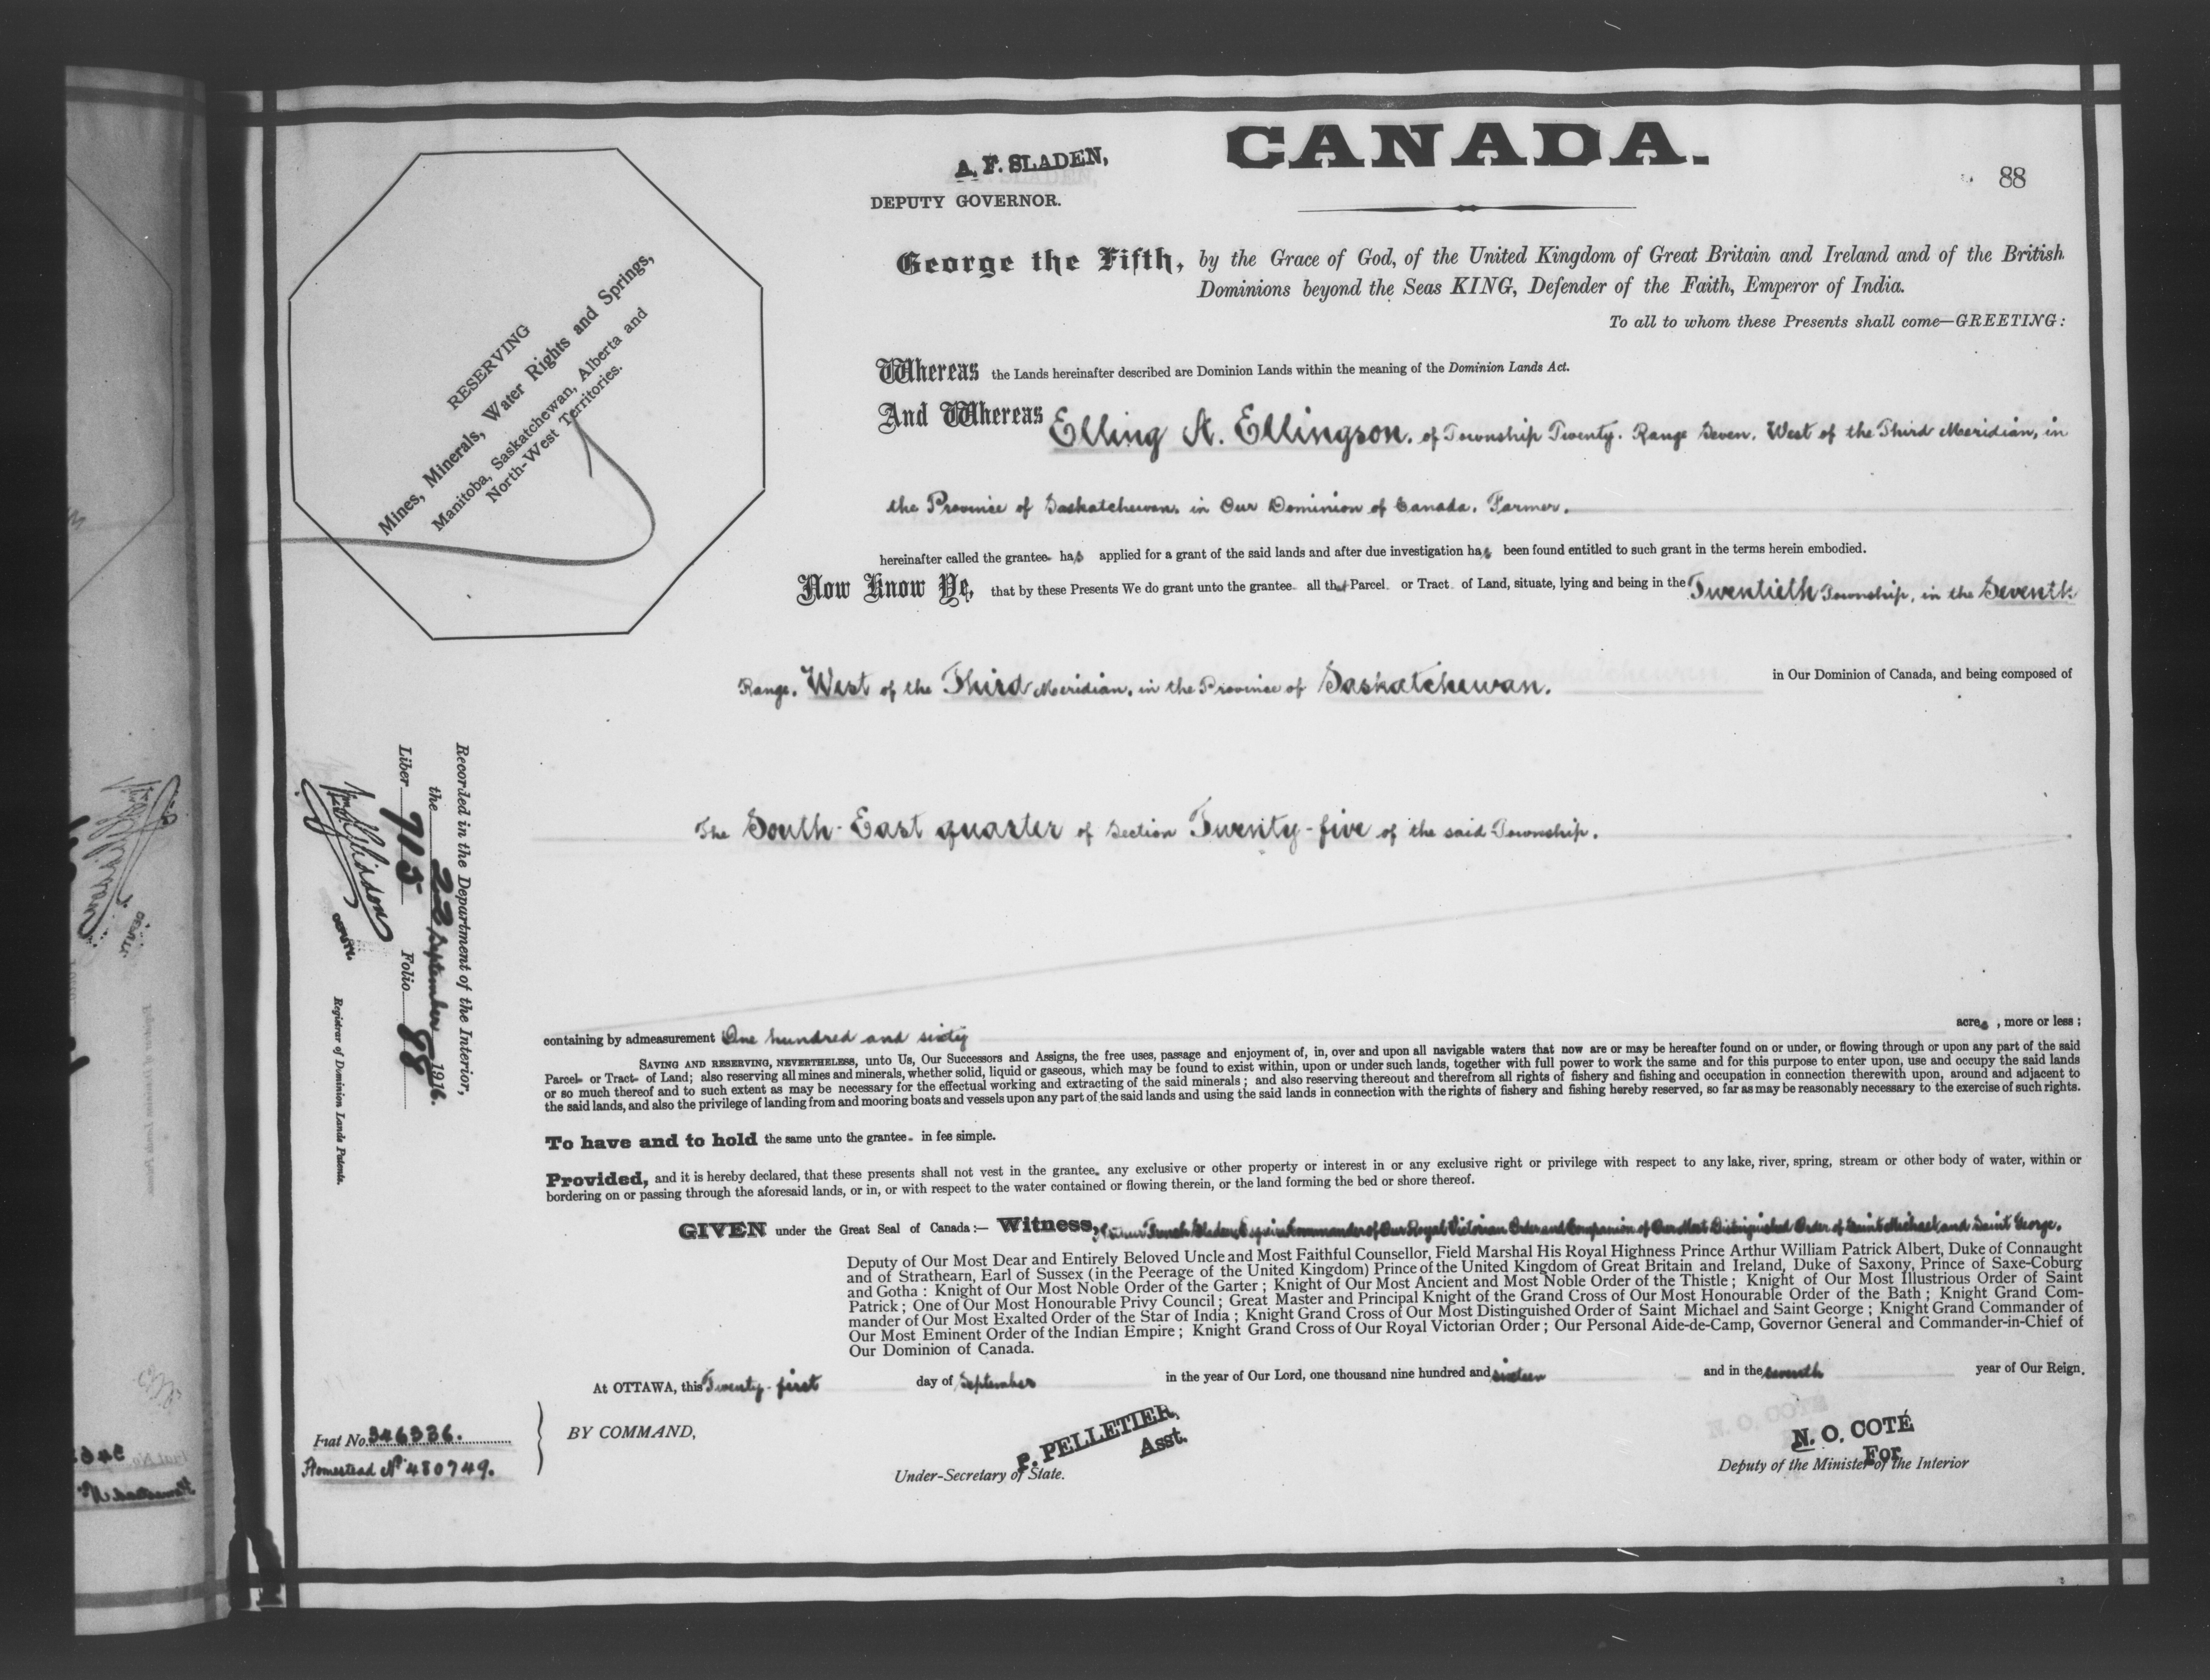 CANADA.
A. F. SLADEN,
DEPUTY GOVERNOR.
88
RESERVING
Mines, Minerals, Water Rights and Springs,
Manitoba, Saskatchewan, Alberta and
North-West Territories.
George the Fifth, by the Grace of God, of the United Kingdom of Great Britain and Ireland and of the British
Dominions beyond the Seas KING, Defender of the Faith, Emperor of India.
To all to whom these Presents shall come—GREETING:
Whereas the Lands hereinafter described are Dominion Lands within the meaning of the Dominion Lands Act.
And Whereas Elling A. Ellingson. of Township Twenty. Range Seven. West of the Third Meridian, in
the Province of Saskatchewan, in Our Dominion of Canada, Farmer.
hereinafter called the grantee has applied for a grant of the said lands and after due investigation has been found entitled to such grant in the terms herein embodied.
Now Know Ye, that by these Presents We do grant unto the grantee all that Parcel or Tract of Land, situate, lying and being in the Twentieth Township, in the Seventh
Range. West of the Third Meridian, in the Province of Saskatchewan. in Our Dominion of Canada, and being composed of
The South-East quarter of Section Twenty-five of the said Township.
containing by admeasurement One hundred and sixty acres, more or less;
SAVING AND RESERVING, NEVERTHELESS, unto Us, Our Successors and Assigns, the free uses, passage and enjoyment of, in, over and upon all navigable waters that now are or may be hereafter found on or under, or flowing through or upon any part of the said
Parcel or Tract of Land; also reserving all mines and minerals, whether solid, liquid or gaseous, which may be found to exist within, upon or under such lands, together with full power to work the same and for this purpose to enter upon, use and occupy the said lands
or so much thereof and to such extent as may be necessary for the effectual working and extracting of the said minerals; and also reserving thereout and therefrom all rights of fishery and fishing and occupation in connection therewith upon, around and adjacent to
the said lands, and also the privilege of landing from and mooring boats and vessels upon any part of the said lands and using the said lands in connection with the rights of fishery and fishing hereby reserved, so far as may be reasonably necessary to the exercise of such rights.
To have and to hold the same unto the grantee in fee simple.
Provided, and it is hereby declared, that these presents shall not vest in the grantee any exclusive or other property or interest in or any exclusive right or privilege with respect to any lake, river, spring, stream or other body of water, within or
bordering on or passing through the aforesaid lands, or in, or with respect to the water contained or flowing therein, or the land forming the bed or shore thereof.
GIVEN under the Great Seal of Canada:— Witness, Arthur French Sladen, Esquire Commander of Our Royal Victorian Order and Companion of Our Most Distinguished Order of Saint Michael and Saint George,
Deputy of Our Most Dear and Entirely Beloved Uncle and Most Faithful Counsellor, Field Marshal His Royal Highness Prince Arthur William Patrick Albert, Duke of Connaught
and of Strathearn, Earl of Sussex (in the Peerage of the United Kingdom) Prince of the United Kingdom of Great Britain and Ireland, Duke of Saxony, Prince of Saxe-Coburg
and Gotha: Knight of Our Most Noble Order of the Garter; Knight of Our Most Ancient and Most Noble Order of the Thistle; Knight of Our Most Illustrious Order of Saint
Patrick; One of Our Most Honourable Privy Council; Great Master and Principal Knight of the Grand Cross of Our Most Honourable Order of the Bath; Knight Grand Com-
mander of Our Most Exalted Order of the Star of India; Knight Grand Cross of Our Most Distinguished Order of Saint Michael and Saint George; Knight Grand Commander of
Our Most Eminent Order of the Indian Empire; Knight Grand Cross of Our Royal Victorian Order; Our Personal Aide-de-Camp, Governor General and Commander-in-Chief of
Our Dominion of Canada.
At OTTAWA, this Twenty-first day of September in the year of Our Lord, one thousand nine hundred and sixteen and in the seventh year of Our Reign.
BY COMMAND,
P. PELLETIER,
Asst.
Under-Secretary of State.
N. O. COTÉ
For
Deputy of the Minister of the Interior
Fiat No. 346336.
Homestead No 480749.
Recorded in the Department of the Interior,
the 22 September 1916.
Liber 715 Folio 88
DEPUTY.
Registrar of Dominion Lands Patents.